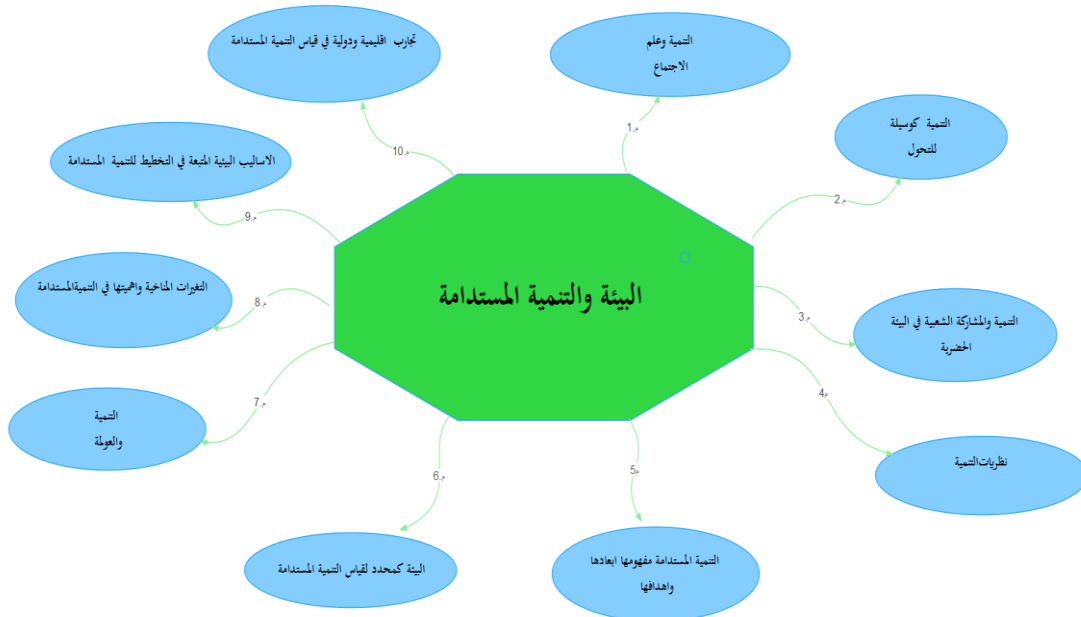 البيئة والتنمية المستدامة
م.1
التنمية وعلم
الاجتماع
م.2
التنمية كوسيلة
للتحول
م.3
التنمية والمشاركة الشعبية في البيئة
الحضرية
م.4
نظريات التنمية
م.5
التنمية المستدامة مفهومها ابعادها
واهدافها
م.6
البيئة كمحدد لقياس التنمية المستدامة
م.7
التنمية
والعولمة
م.8
التغيرات المناخية واهميتها في التنميةالمستدامة
م.9
الاساليب البيئية المتبعة في التخطيط للتنمية المستدامة
م.10
تجارب اقليمية ودولية في قياس التنمية المستدامة